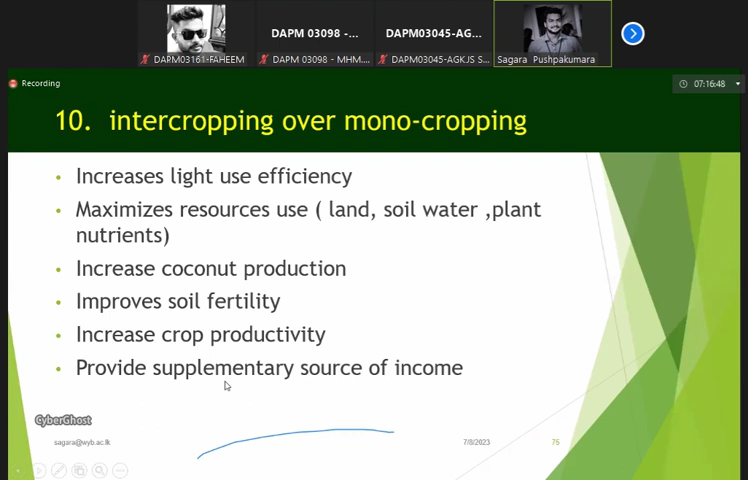 DAPM 03098 -...
DAPM03045-AG...
DAPM03161-FAHEEM
DAPM 03098 - MHM....
DAPM03045-AGKJS S...
Sagara Pushpakumara
Recording
07:16:48
10. intercropping over mono-cropping
• Increases light use efficiency
• Maximizes resources use ( land, soil water ,plant
nutrients)
• Increase coconut production
• Improves soil fertility
• Increase crop productivity
• Provide supplementary source of income
CyberGhost
sagara@wyb.ac.lk
7/8/2023
75